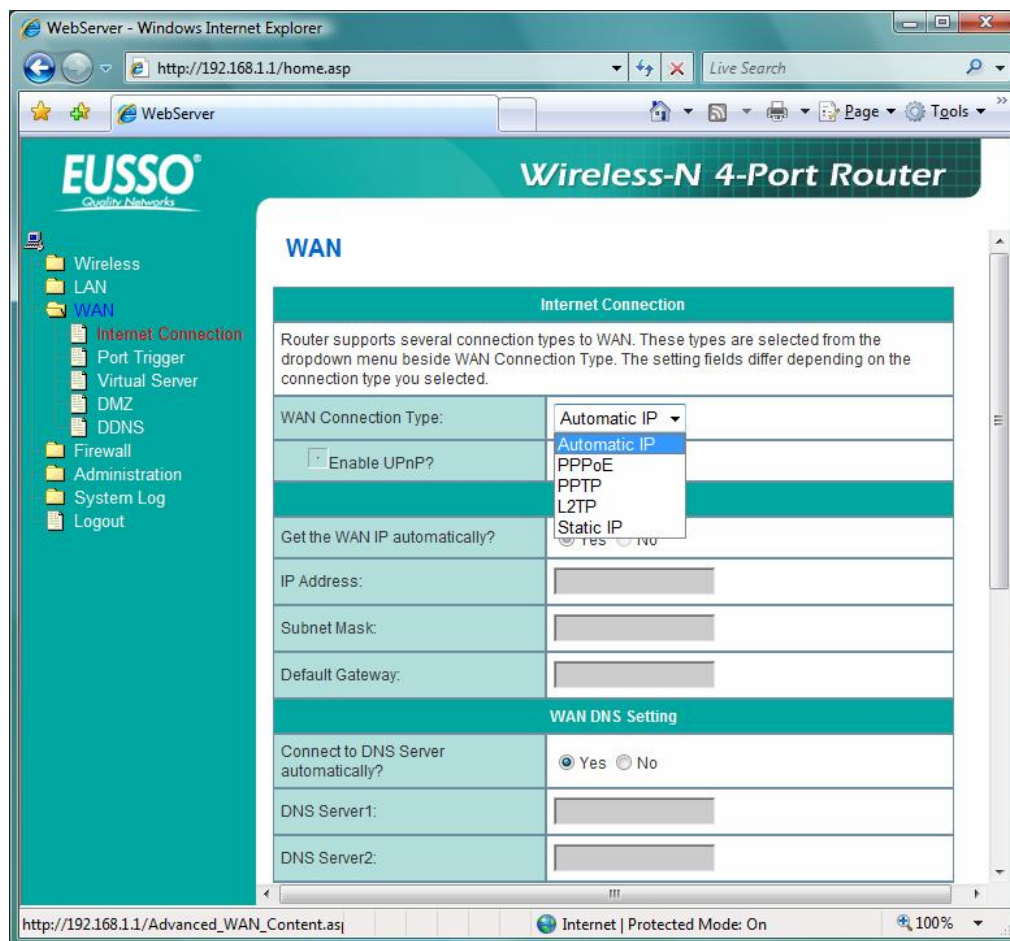 WebServer - Windows Internet Explorer
http://192.168.1.1/home.asp
Live Search
WebServer
Page
Tools
EUSSO®
Quality Networks
Wireless-N 4-Port Router
Wireless
LAN
WAN
Internet Connection
Port Trigger
Virtual Server
DMZ
DDNS
Firewall
Administration
System Log
Logout
WAN
Internet Connection
Router supports several connection types to WAN. These types are selected from the
dropdown menu beside WAN Connection Type. The setting fields differ depending on the
connection type you selected.
WAN Connection Type:
Automatic IP
Automatic IP
PPPoE
PPTP
L2TP
Static IP
Enable UPnP?
Get the WAN IP automatically?
Yes No
IP Address:
Subnet Mask:
Default Gateway:
WAN DNS Setting
Connect to DNS Server
automatically?
Yes No
DNS Server1:
DNS Server2:
http://192.168.1.1/Advanced_WAN_Content.asp
Internet | Protected Mode: On
100%